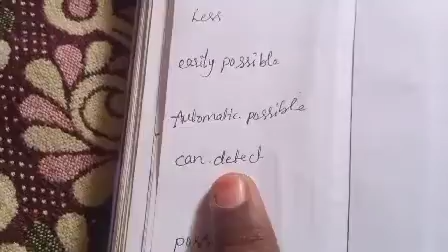 Less
easily possible
Automatic possible
can detect